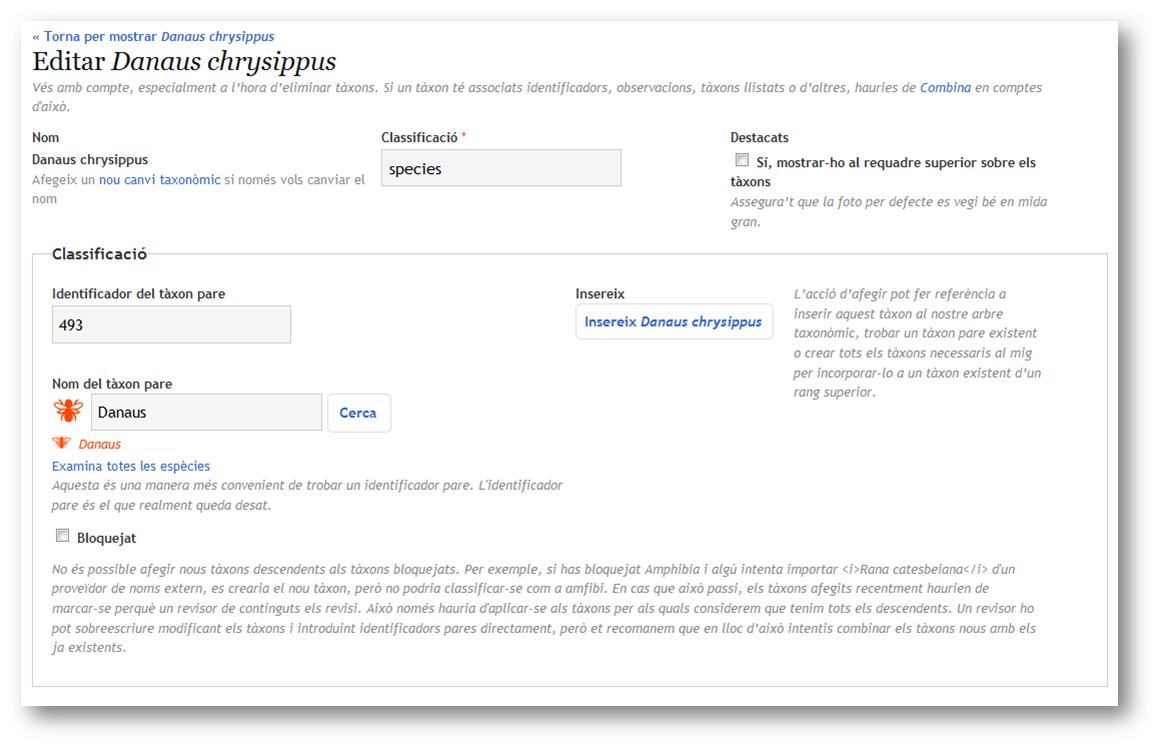 « Torna per mostrar Danaus chrysippus
Editar Danaus chrysippus
Vés amb compte, especialment a l’hora d’eliminar tàxons. Si un tàxon té associats identificadors, observacions, tàxons llistats o d’altres, hauries de Combina en comptes
d'això.
Nom
Danaus chrysippus
Afegeix un nou canvi taxonòmic si només vols canviar el
nom
Classificació *
species
Destacats
Sí, mostrar-ho al requadre superior sobre els
tàxons
Assegura’t que la foto per defecte es vegi bé en mida
gran.
Classificació
Identificador del tàxon pare
493
Insereix
Insereix Danaus chrysippus
L’acció d’afegir pot fer referència a
inserir aquest tàxon al nostre arbre
taxonòmic, trobar un tàxon pare existent
o crear tots els tàxons necessaris al mig
per incorporar-lo a un tàxon existent d’un
rang superior.
Nom del tàxon pare
Danaus
Cerca
Danaus
Examina totes les espècies
Aquesta és una manera més convenient de trobar un identificador pare. L'identificador
pare és el que realment queda desat.
Bloquejat
No és possible afegir nous tàxons descendents als tàxons bloquejats. Per exemple, si has bloquejat Amphibia i algú intenta importar <i>Rana catesbeiana</i> d'un
proveïdor de noms extern, es crearia el nou tàxon, però no podria classificar-se com a amfibi. En cas que això passi, els tàxons afegits recentment haurien de
marcar-se perquè un revisor de continguts els revisi. Això només hauria d'aplicar-se als tàxons per als quals considerem que tenim tots els descendents. Un revisor ho
pot sobreescriure modificant els tàxons i introduint identificadors pares directament, però et recomanem que en lloc d’això intentis combinar els tàxons nous amb els
ja existents.